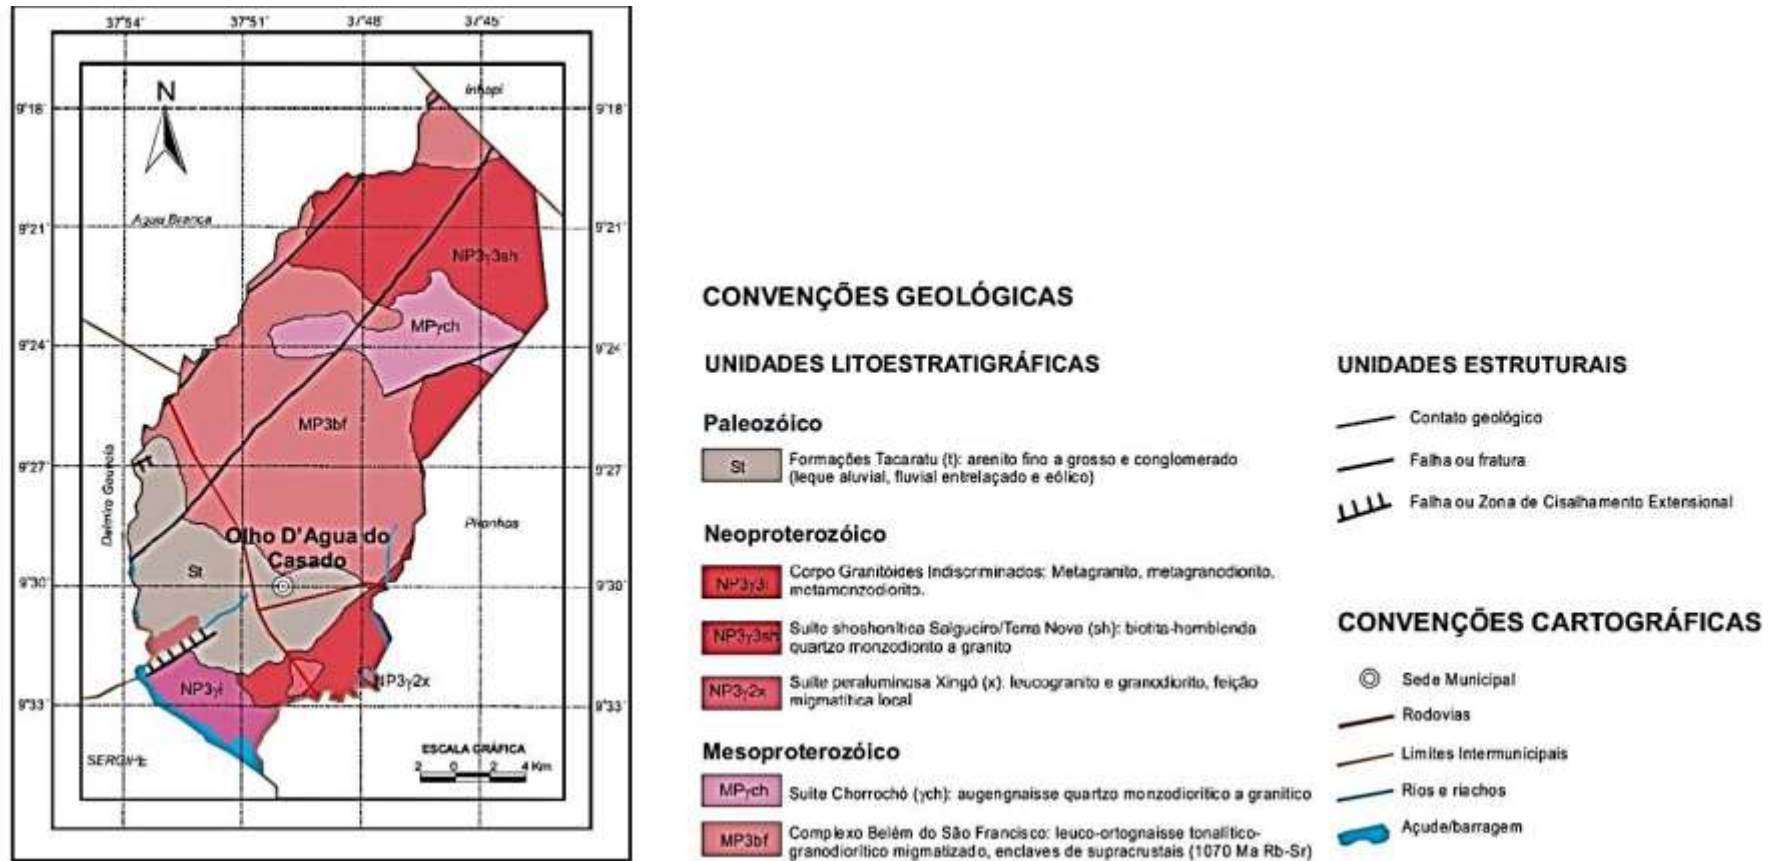 37°54' 37°51' 37°48' 37°45'
Inhapi
N
9°18' 9°18'
Agua Branca
9°21' 9°21'
NP3γ3sh
MPγch
9°24' 9°24'
MP3bf
9°27' 9°27'
Delmiro Gouveia
Piranhas
Olho D'Agua do
Casado
St
9°30' 9°30'
NP3γi
NP3γ2x
9°33' 9°33'
SERGIPE
ESCALA GRÁFICA
2 0 2 4 Km
CONVENÇÕES GEOLÓGICAS
UNIDADES LITOESTRATIGRÁFICAS
Paleozóico
St Formações Tacaratu (t): arenito fino a grosso e conglomerado
(leque aluvial, fluvial entrelaçado e eólico)
Neoproterozóico
NP3γ3i Corpo Granitóides Indiscriminados: Metagranito, metagranodiorito,
metamonzodiorito.
NP3γ3sh Suite shoshonítica Salgueiro/Terra Nova (sh): biotita-hornblenda
quartzo monzodiorito a granito
NP3γ2x Suíte peraluminosa Xingó (x): leucogranito e granodiorito, feição
migmatítica local
Mesoproterozóico
MPγch Suite Chorrochó (γch): augengnaisse quartzo monzodiorítico a granítico
MP3bf Complexo Belém do São Francisco: leuco-ortognaisse tonalítico-
granodiorítico migmatizado, enclaves de supracrustais (1070 Ma Rb-Sr)
UNIDADES ESTRUTURAIS
Contato geológico
Falha ou fratura
Falha ou Zona de Cisalhamento Extensional
CONVENÇÕES CARTOGRÁFICAS
Sede Municipal
Rodovias
Limites Intermunicipais
Rios e riachos
Açude/barragem